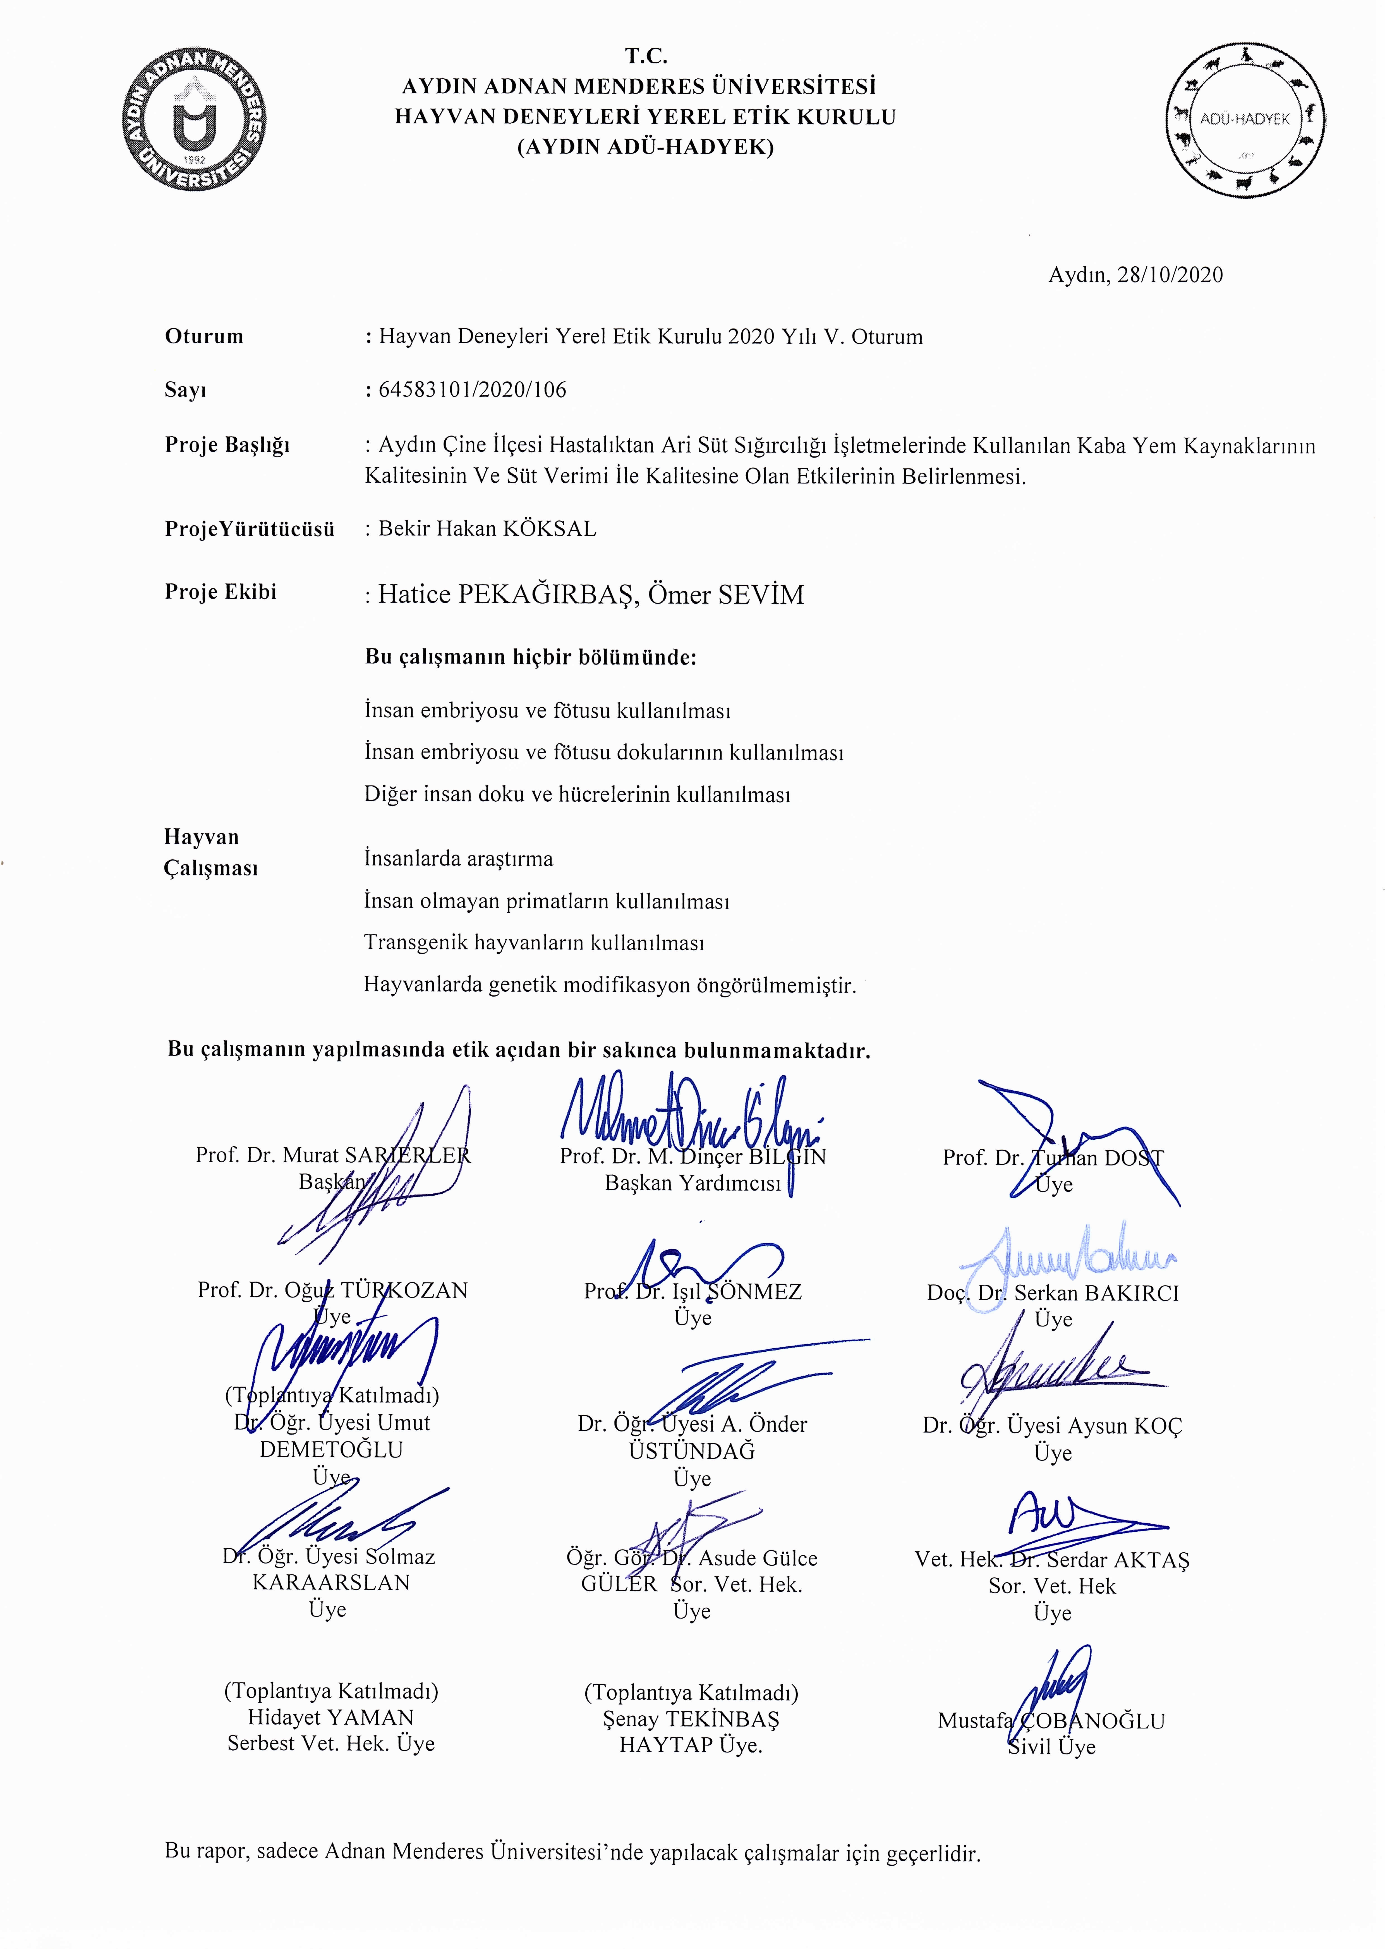 AYDIN ADNAN MENDERES ÜNİVERSİTESİ
1992
T.C.
AYDIN ADNAN MENDERES ÜNİVERSİTESİ
HAYVAN DENEYLERİ YEREL ETİK KURULU
(AYDIN ADÜ-HADYEK)
ADÜ-HADYEK
Aydın, 28/10/2020
Oturum : Hayvan Deneyleri Yerel Etik Kurulu 2020 Yılı V. Oturum
Sayı : 64583101/2020/106
Proje Başlığı : Aydın Çine İlçesi Hastalıktan Ari Süt Sığırcılığı İşletmelerinde Kullanılan Kaba Yem Kaynaklarının
Kalitesinin Ve Süt Verimi İle Kalitesine Olan Etkilerinin Belirlenmesi.
ProjeYürütücüsü : Bekir Hakan KÖKSAL
Proje Ekibi : Hatice PEKAĞIRBAŞ, Ömer SEVİM
Bu çalışmanın hiçbir bölümünde:
İnsan embriyosu ve fötusu kullanılması
İnsan embriyosu ve fötusu dokularının kullanılması
Diğer insan doku ve hücrelerinin kullanılması
Hayvan
Çalışması
İnsanlarda araştırma
İnsan olmayan primatların kullanılması
Transgenik hayvanların kullanılması
Hayvanlarda genetik modifikasyon öngörülmemiştir.
Bu çalışmanın yapılmasında etik açıdan bir sakınca bulunmamaktadır.
Prof. Dr. Murat SARIERLER
Başkan
Prof. Dr. M. Dinçer BİLGİN
Başkan Yardımcısı
Prof. Dr. Turhan DOST
Üye
Prof. Dr. Oğuz TÜRKOZAN
Üye
Prof. Dr. Işıl SÖNMEZ
Üye
Doç. Dr. Serkan BAKIRCI
Üye
(Toplantıya Katılmadı)
Dr. Öğr. Üyesi Umut
DEMETOĞLU
Üye
Dr. Öğr. Üyesi A. Önder
ÜSTÜNDAĞ
Üye
Dr. Öğr. Üyesi Aysun KOÇ
Üye
Dr. Öğr. Üyesi Solmaz
KARAARSLAN
Üye
Öğr. Gör. Dr. Asude Gülce
GÜLER Sor. Vet. Hek.
Üye
Vet. Hek. Dr. Serdar AKTAŞ
Sor. Vet. Hek
Üye
(Toplantıya Katılmadı)
Hidayet YAMAN
Serbest Vet. Hek. Üye
(Toplantıya Katılmadı)
Şenay TEKİNBAŞ
HAYTAP Üye.
Mustafa ÇOBANOĞLU
Sivil Üye
Bu rapor, sadece Adnan Menderes Üniversitesi’nde yapılacak çalışmalar için geçerlidir.